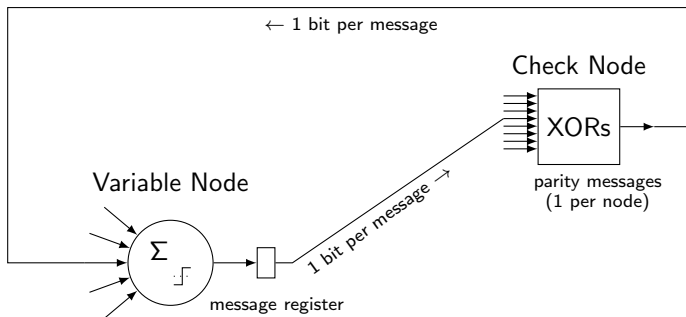 ← 1 bit per message
Check Node
XORs
parity messages
(1 per node)
Variable Node
1 bit per message →
Σ
message register